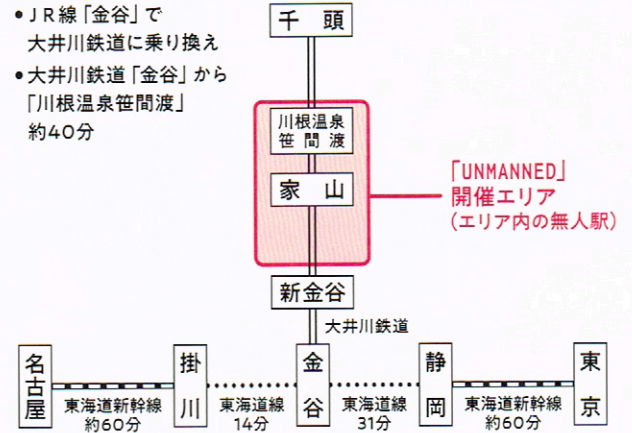 •JR線「金谷」で
大井川鉄道に乗り換え
•大井川鉄道「金谷」から
「川根温泉笹間渡」
約40分
千頭
川根温泉
笹間渡
家山
「UNMANNED」
開催エリア
(エリア内の無人駅)
新金谷
大井川鉄道
名古屋
東海道新幹線
約60分
掛川
東海道線
14分
金谷
東海道線
31分
静岡
東海道新幹線
約60分
東京